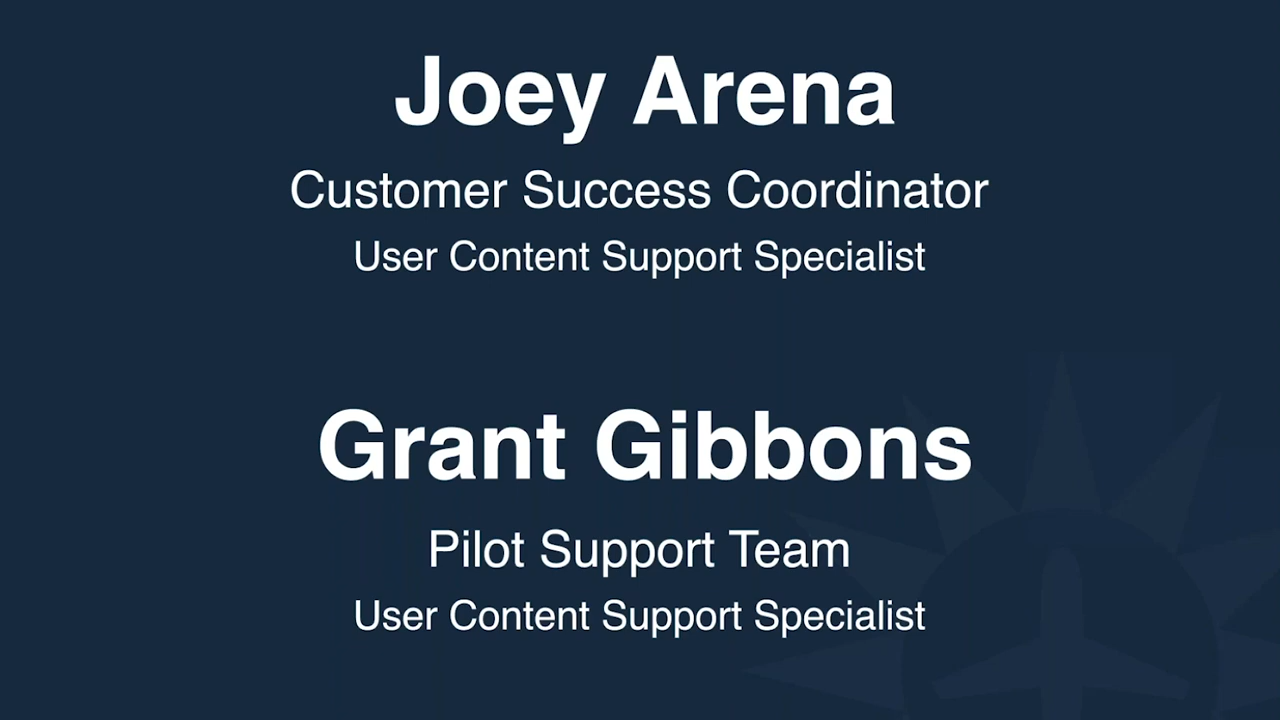 Joey Arena
Customer Success Coordinator
User Content Support Specialist
Grant Gibbons
Pilot Support Team
User Content Support Specialist